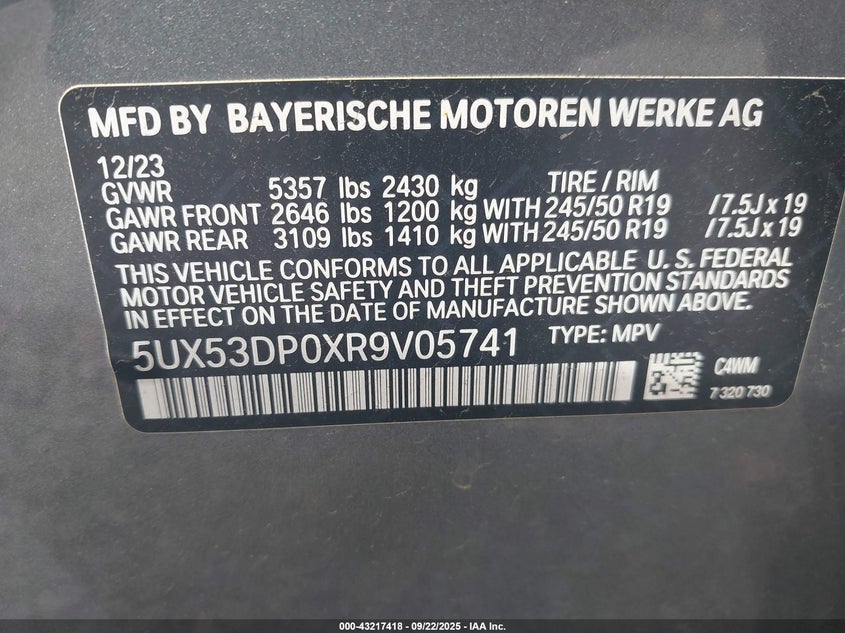 MFD BY BAYERISCHE MOTOREN WERKE AG
12/23
GVWR 5357 lbs 2430 kg TIRE / RIM
GAWR FRONT 2646 lbs 1200 kg WITH 245/50 R19 / 7.5J x 19
GAWR REAR 3109 lbs 1410 kg WITH 245/50 R19 / 7.5J x 19
THIS VEHICLE CONFORMS TO ALL APPLICABLE U. S. FEDERAL
MOTOR VEHICLE SAFETY AND THEFT PREVENTION STANDARDS
IN EFFECT ON THE DATE OF MANUFACTURE SHOWN ABOVE.
5UX53DP0XR9V05741 TYPE: MPV
C4WM
7 320 730
000-43217418 - 09/22/2025 - IAA Inc.